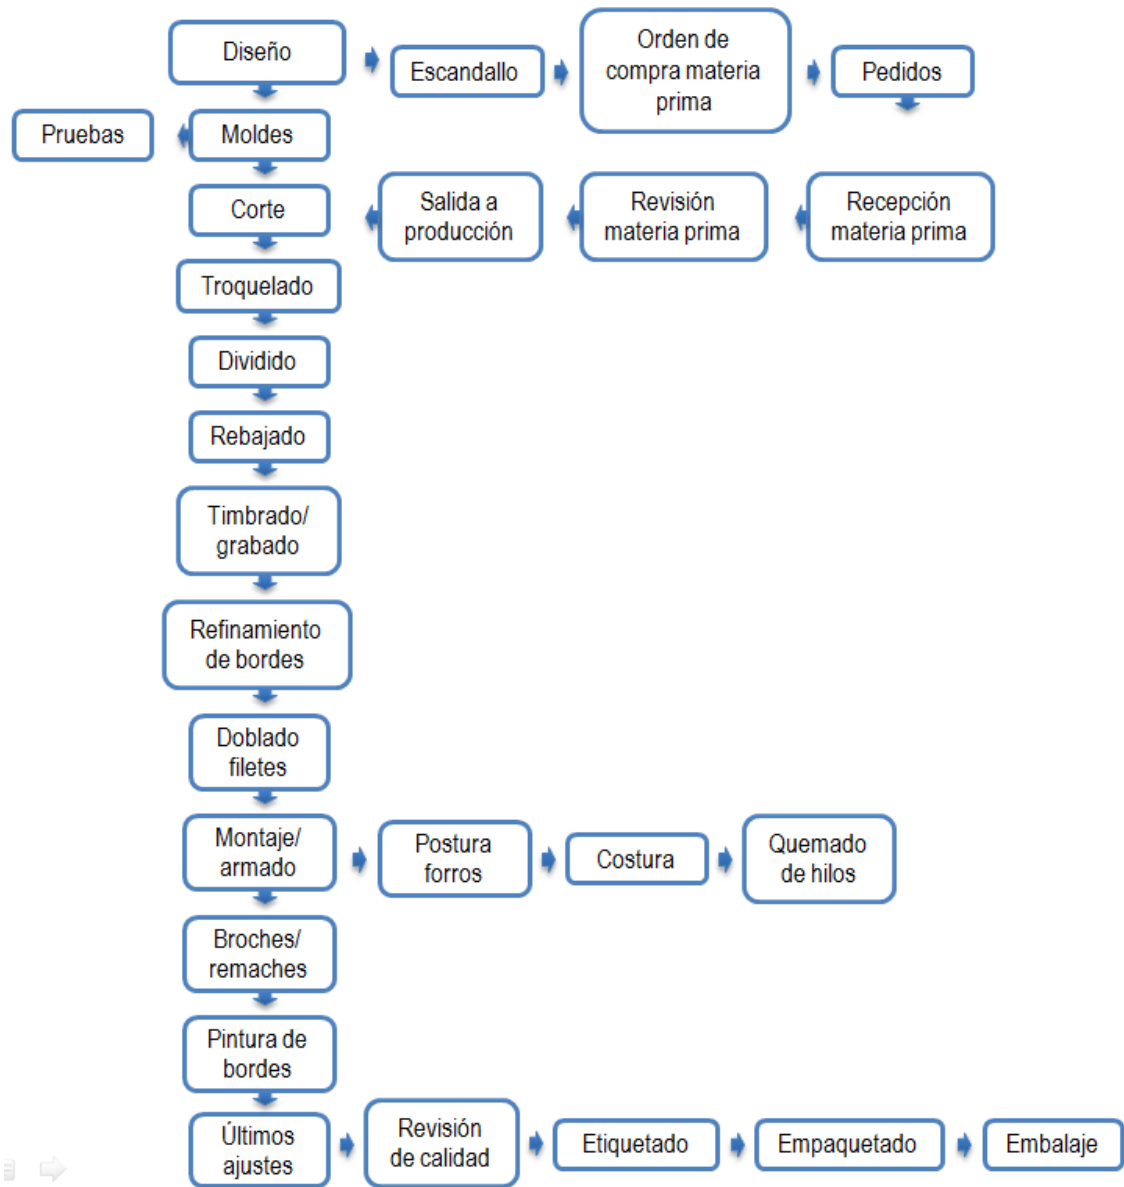 Diseño
Escandallo
Orden de
compra materia
prima
Pedidos
Pruebas
Moldes
Corte
Salida a
producción
Revisión
materia prima
Recepción
materia prima
Troquelado
Dividido
Rebajado
Timbrado/
grabado
Refinamiento
de bordes
Doblado
filetes
Montaje/
armado
Postura
forros
Costura
Quemado
de hilos
Broches/
remaches
Pintura de
bordes
Últimos
ajustes
Revisión
de calidad
Etiquetado
Empaquetado
Embalaje